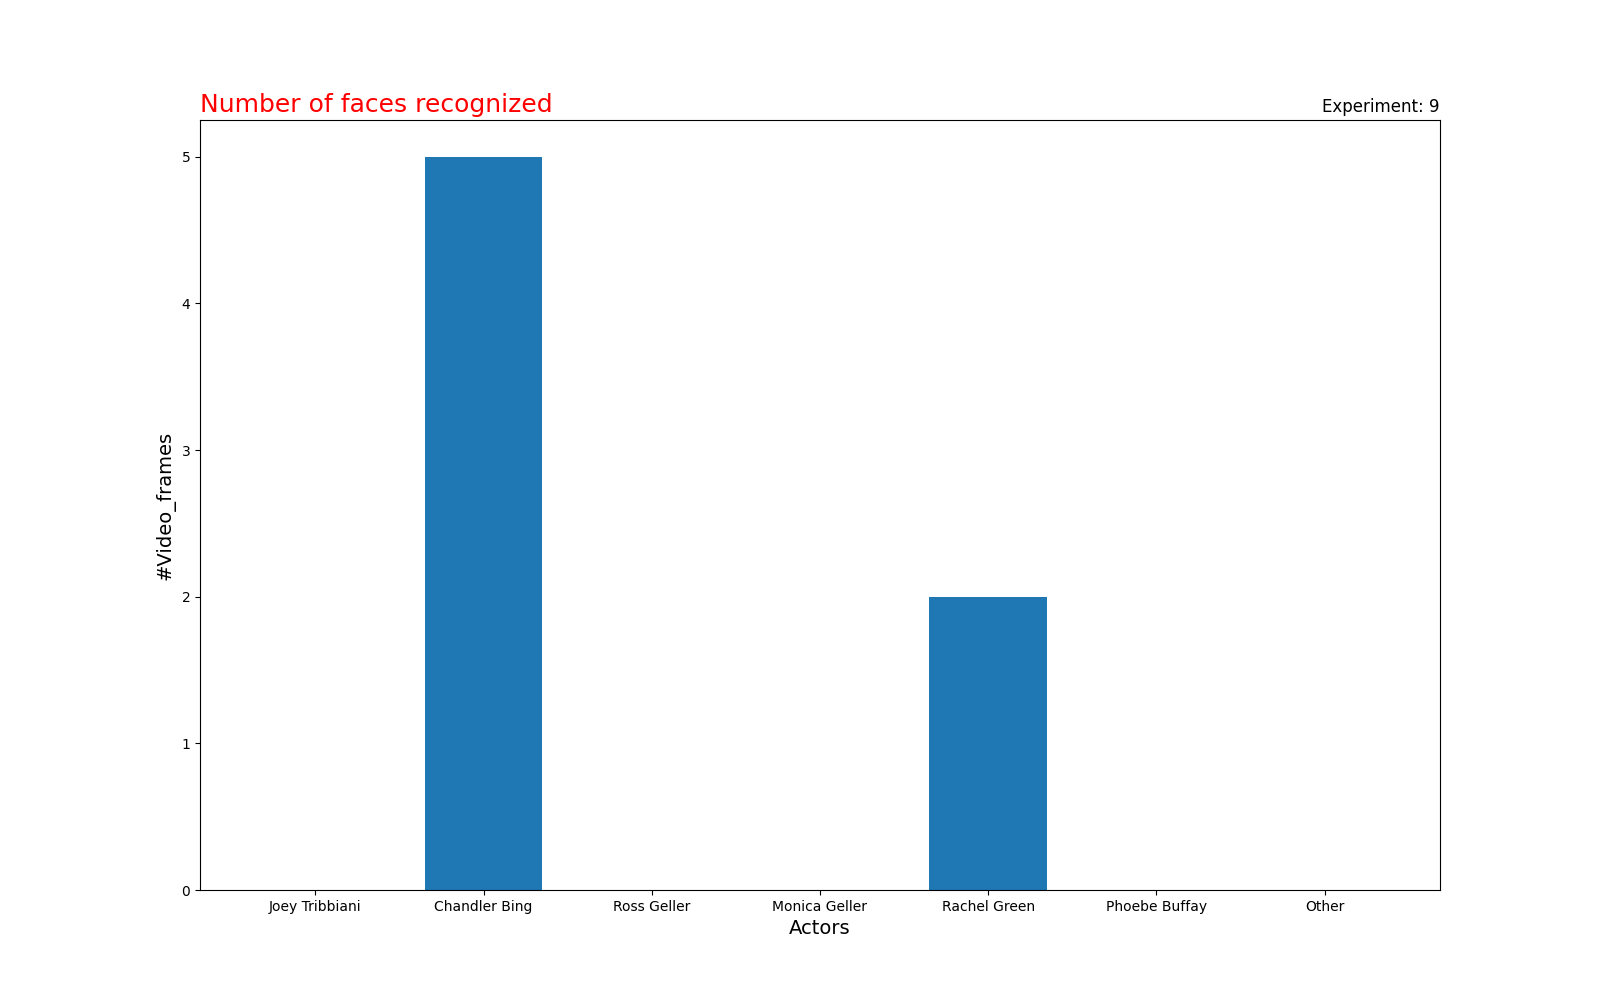 Number of faces recognized
Experiment: 9
#Video_frames
5
4
3
2
1
0
Joey Tribbiani
Chandler Bing
Ross Geller
Monica Geller
Rachel Green
Phoebe Buffay
Other
Actors